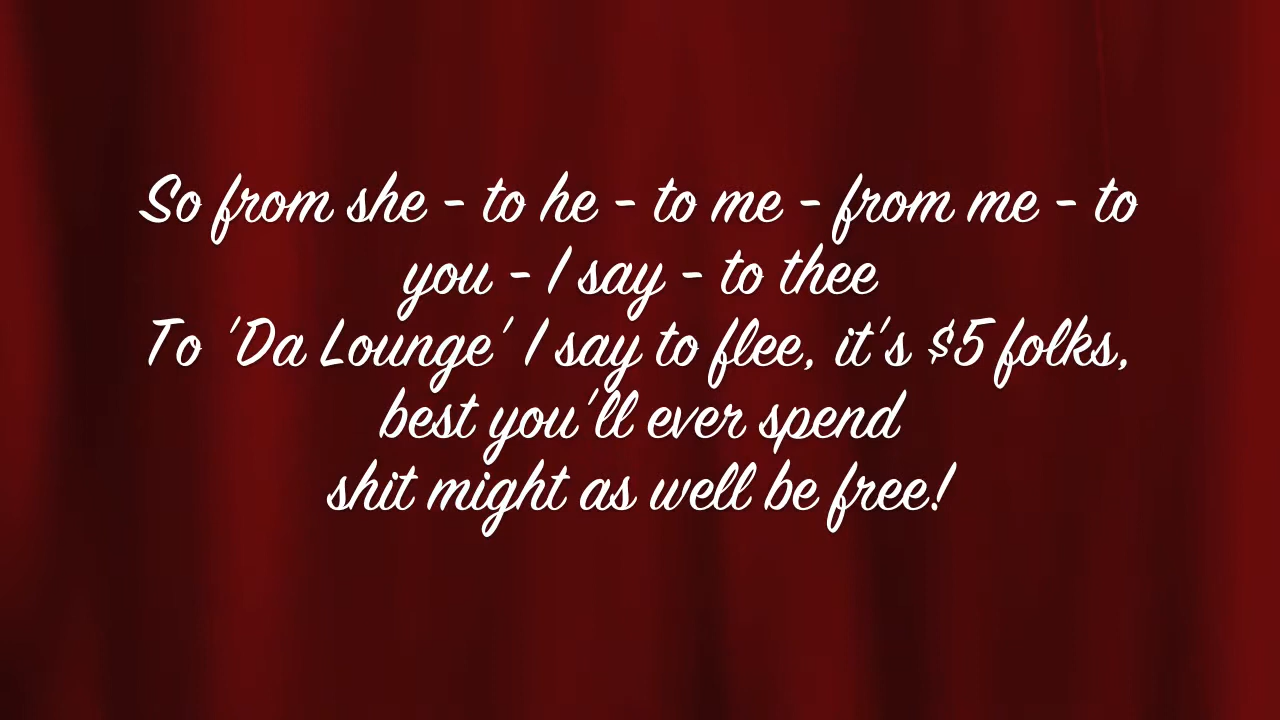 So from she - to he - to me - from me - to
you - I say - to thee
To 'Da Lounge' I say to flee, it's $5 folks,
best you'll ever spend
shit might as well be free!